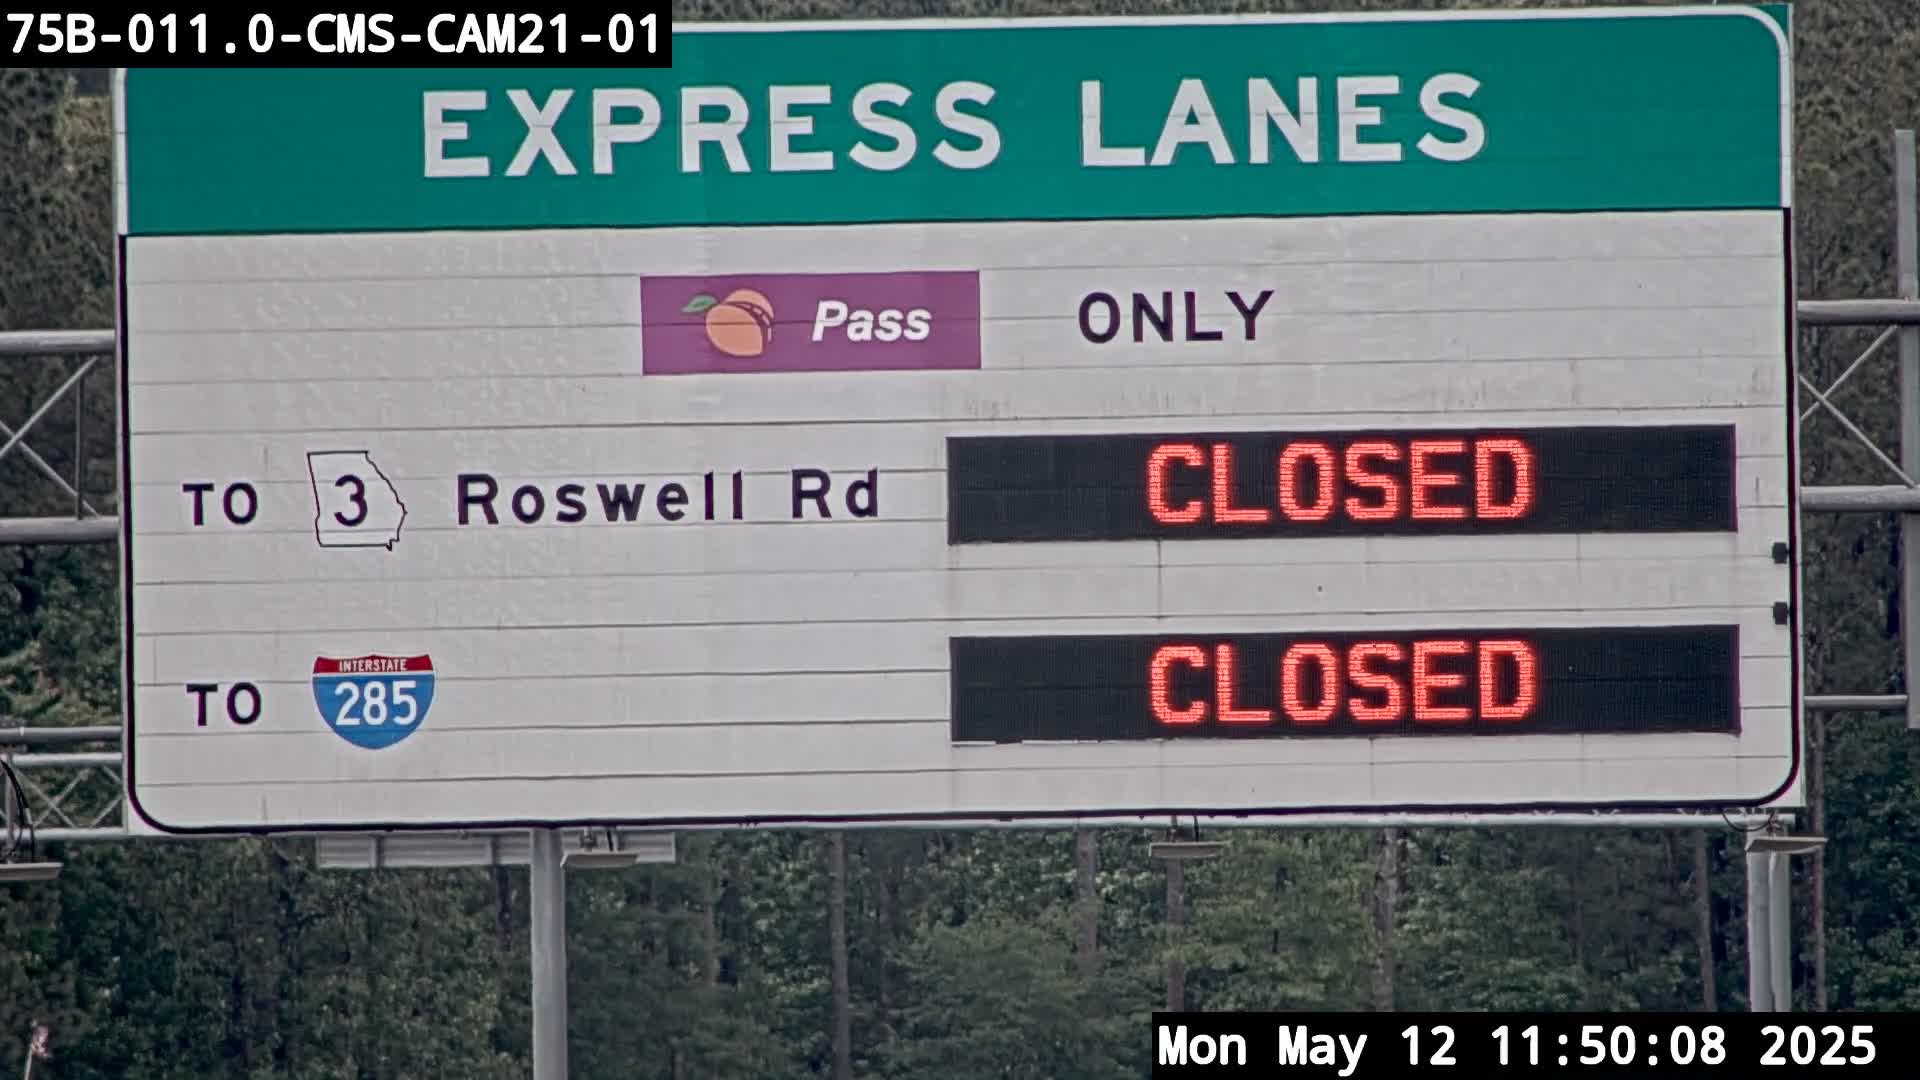 75B-011.0-CMS-CAM21-01
EXPRESS LANES
Pass ONLY
TO 3 Roswell Rd CLOSED
INTERSTATE
TO 285 CLOSED
Mon May 12 11:50:08 2025